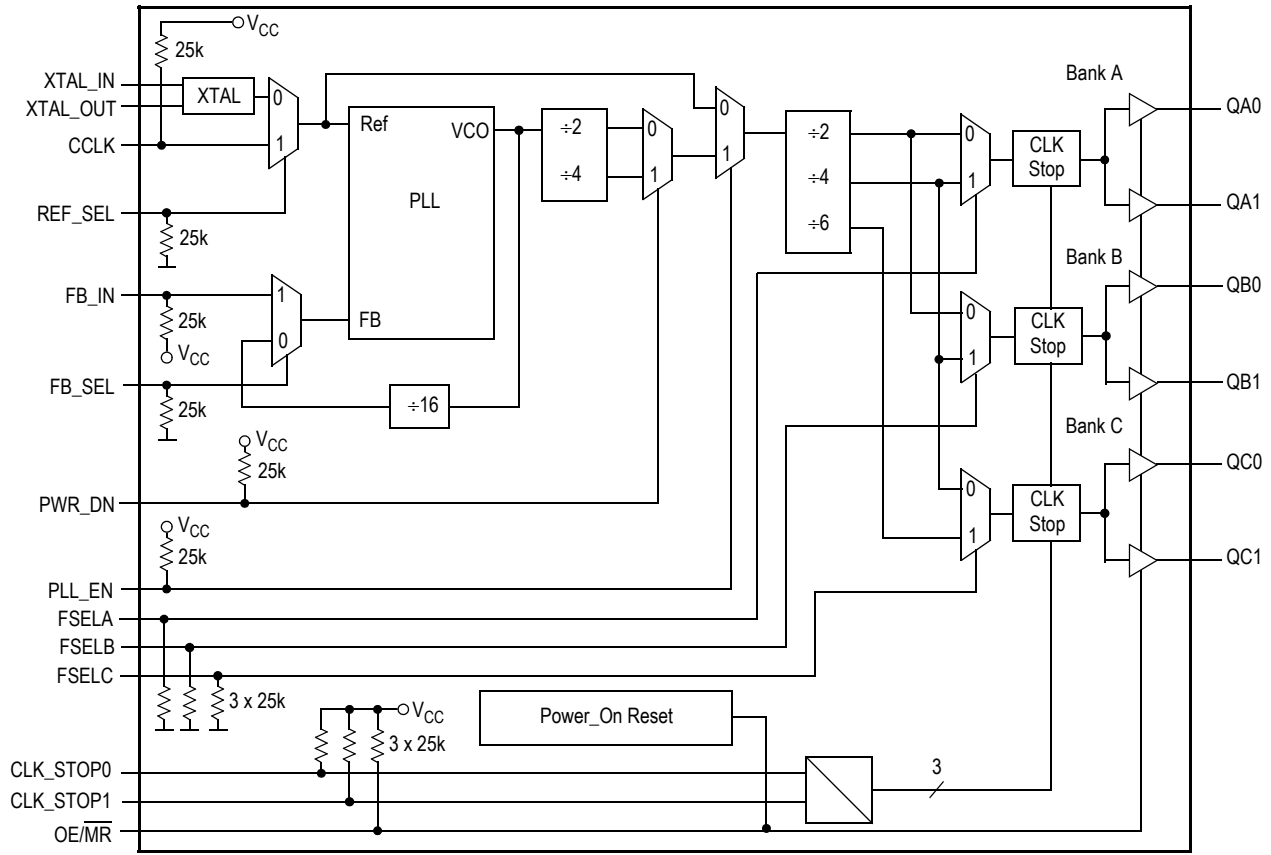 VCC
25k
XTAL_IN
XTAL
XTAL_OUT
CCLK
0
1
REF_SEL
25k
Ref
VCO
PLL
FB
÷2
÷4
0
1
0
1
÷2
÷4
÷6
0
1
CLK
Stop
Bank A
QA0
QA1
FB_IN
25k
VCC
1
0
FB_SEL
25k
÷16
0
1
CLK
Stop
Bank B
QB0
QB1
VCC
25k
PWR_DN
VCC
25k
PLL_EN
0
1
CLK
Stop
Bank C
QC0
QC1
FSELA
FSELB
FSELC
3 x 25k
Power_On Reset
VCC
3 x 25k
CLK_STOP0
CLK_STOP1
OE/MR
3